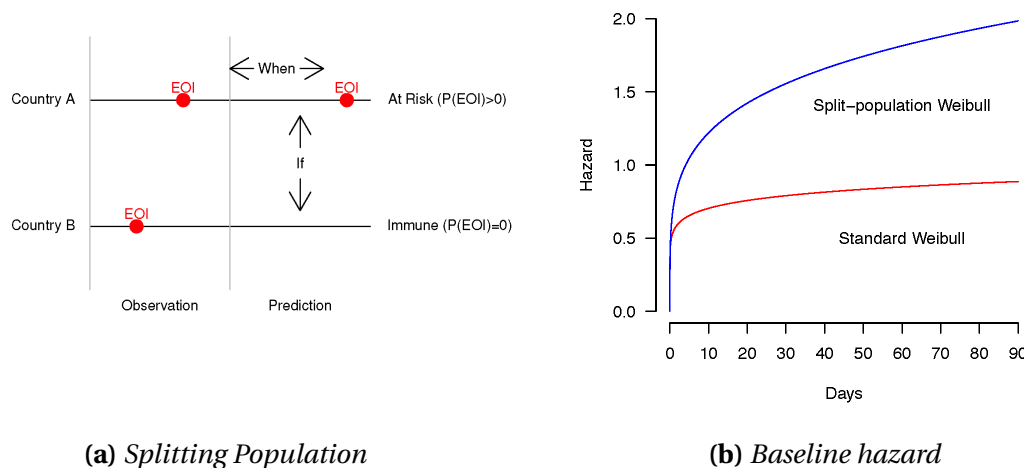 When
EOI
EOI
Country A
At Risk (P(EOI)>0)
If
EOI
Country B
Immune (P(EOI)=0)
Observation
Prediction
(a) Splitting Population
2.0
1.5
1.0
0.5
0.0
Hazard
Split−population Weibull
Standard Weibull
0 10 20 30 40 50 60 70 80 90
Days
(b) Baseline hazard